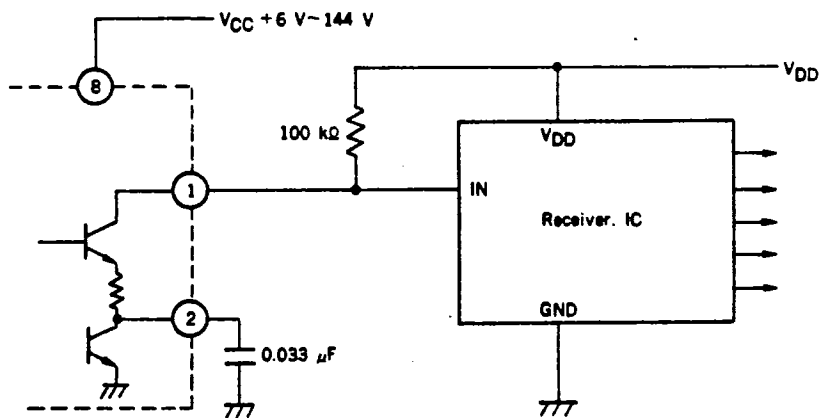 VCC +6 V~144 V
8
VDD
100 kΩ
VDD
1
IN
Receiver. IC
2
GND
0.033 μF